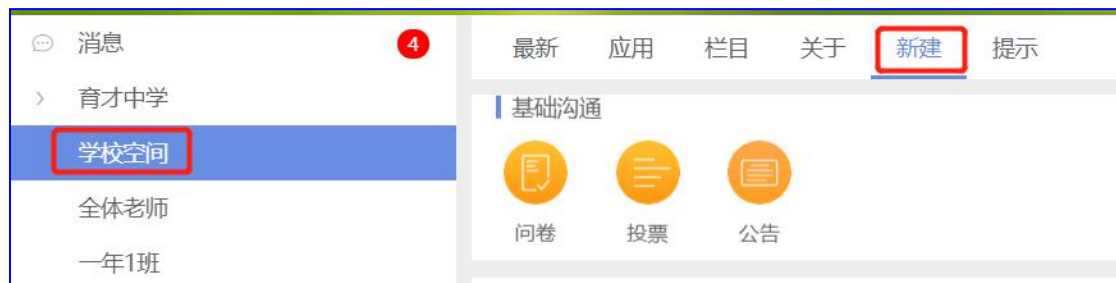 消息
4
育才中学
学校空间
全体老师
一年1班
最新 应用 栏目 关于 新建 提示
基础沟通
问卷 投票 公告